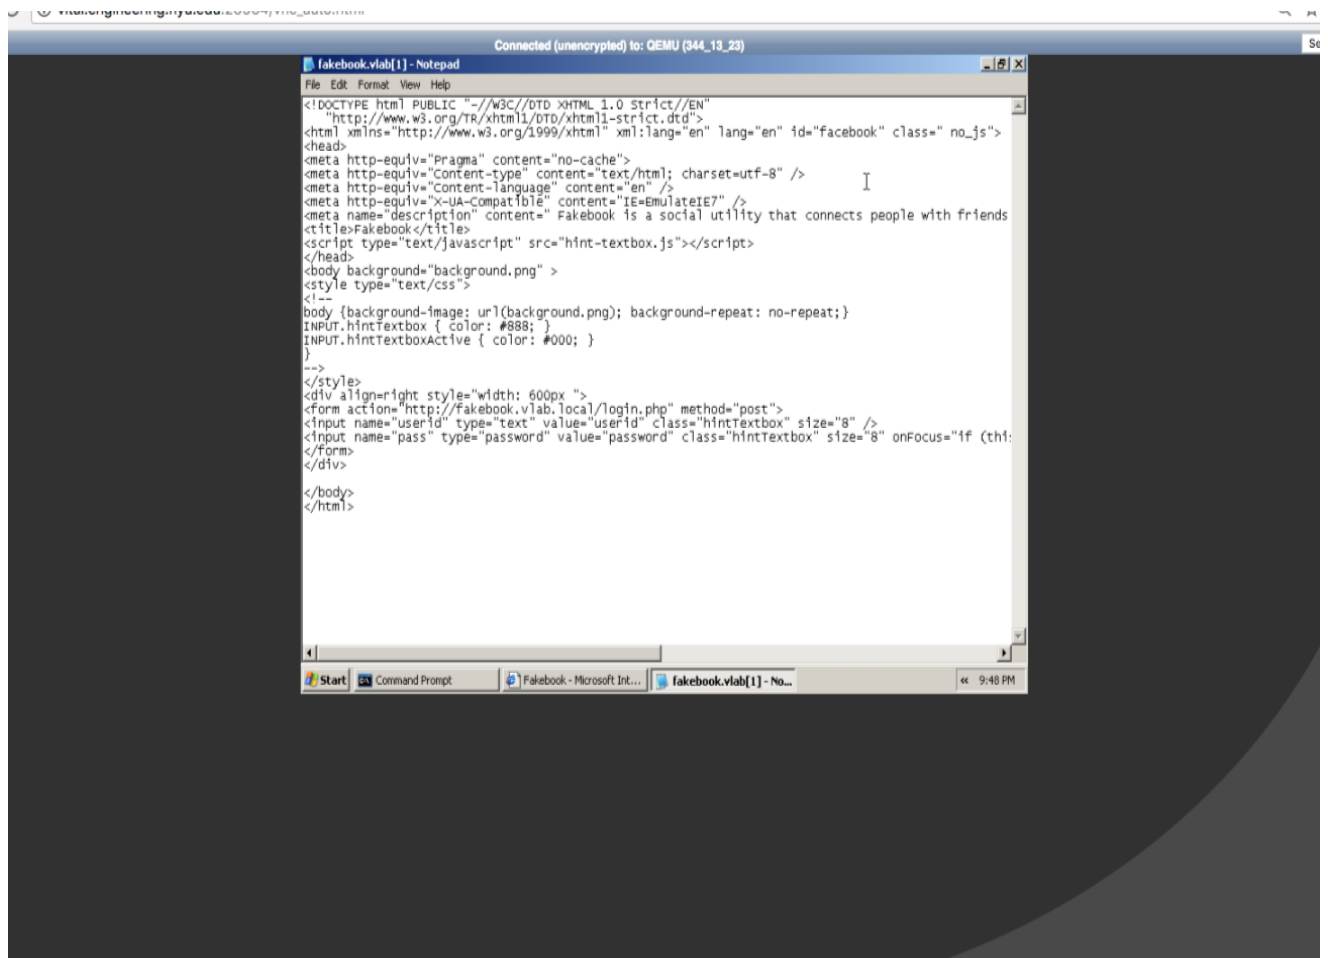 Connected (unencrypted) to: QEMU (344_13_23)
fakebook.vlab[1] - Notepad
File Edit Format View Help
<!DOCTYPE html PUBLIC "-//W3C//DTD XHTML 1.0 Strict//EN"
"http://www.w3.org/TR/xhtml1/DTD/xhtml1-strict.dtd">
<html xmlns="http://www.w3.org/1999/xhtml" xml:lang="en" lang="en" id="facebook" class=" no_js">
<head>
<meta http-equiv="Pragma" content="no-cache">
<meta http-equiv="Content-type" content="text/html; charset=utf-8" />
<meta http-equiv="Content-language" content="en" />
<meta http-equiv="X-UA-Compatible" content="IE=EmulateIE7" />
<meta name="description" content=" Fakebook is a social utility that connects people with friends
<title>Fakebook</title>
<script type="text/javascript" src="hint-textbox.js"></script>
</head>
<body background="background.png" >
<style type="text/css">
<!--
body {background-image: url(background.png); background-repeat: no-repeat;}
INPUT.hintTextbox { color: #888; }
INPUT.hintTextboxActive { color: #000; }
}
-->
</style>
<div align=right style="width: 600px ">
<form action="http://fakebook.vlab.local/login.php" method="post">
<input name="userid" type="text" value="userid" class="hintTextbox" size="8" />
<input name="pass" type="password" value="password" class="hintTextbox" size="8" onFocus="if (this
</form>
</div>
</body>
</html>
Start Command Prompt Fakebook - Microsoft Int... fakebook.vlab[1] - No... « 9:48 PM